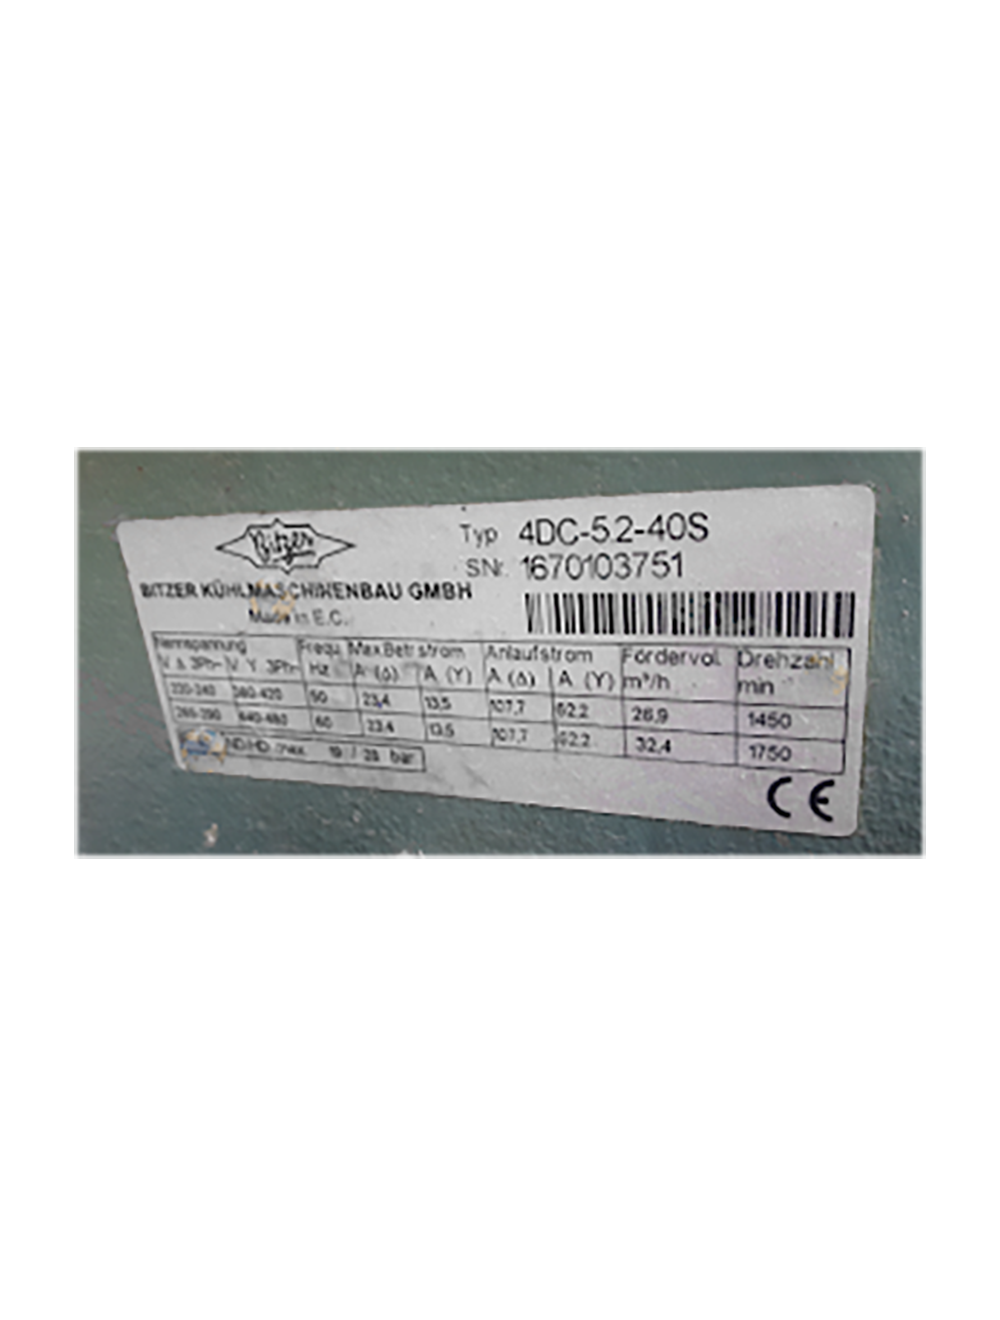 Bitzer
Typ 4DC-5.2-40S
SNr. 1670103751
BITZER KÜHLMASCHINENBAU GMBH
Made in E.C.
Nennspannung Frequ. Max.Betr.strom Anlaufstrom Fördervol. Drehzahl
V Δ 3Ph~ V Y 3Ph~ Hz A (Δ) A (Y) A (Δ) A (Y) m³/h min
220-240 380-420 50 23,4 13,5 107,7 62,2 26,9 1450
265-290 440-480 60 23,4 13,5 107,7 62,2 32,4 1750
ND/HD max. 19 / 28 bar
CE